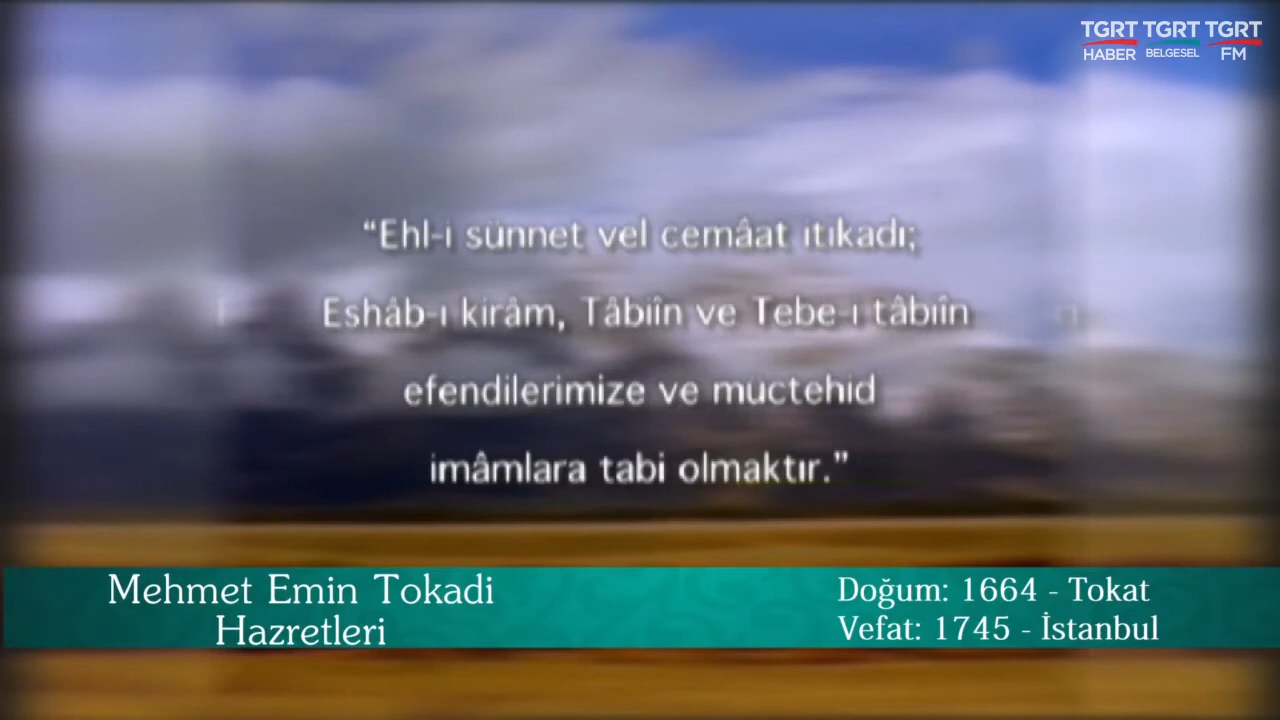 TGRT TGRT TGRT
HABER BELGESEL FM
“Ehl-i sünnet vel cemâat itikadı;
Eshâb-ı kirâm, Tâbiîn ve Tebe-i tâbiîn
efendilerimize ve müctehid
imâmlara tabi olmaktır.”
Mehmet Emin Tokadi
Hazretleri
Doğum: 1664 - Tokat
Vefat: 1745 - İstanbul